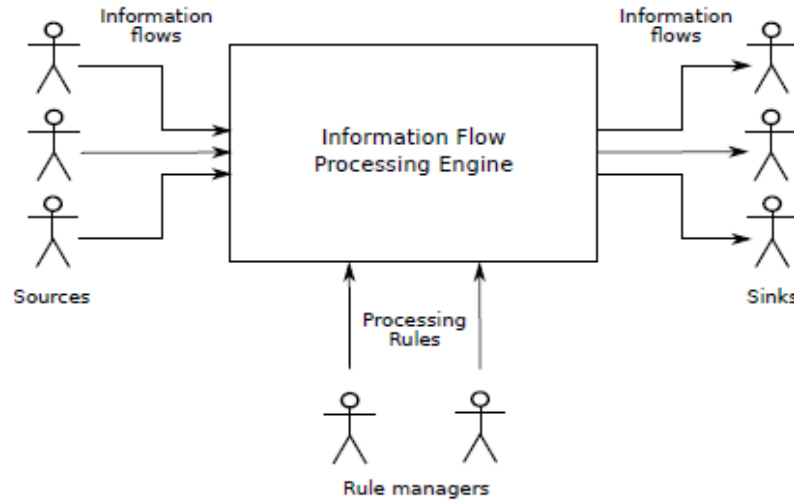 Information
flows
Information
flows
Information Flow
Processing Engine
Sources
Sinks
Processing
Rules
Rule managers